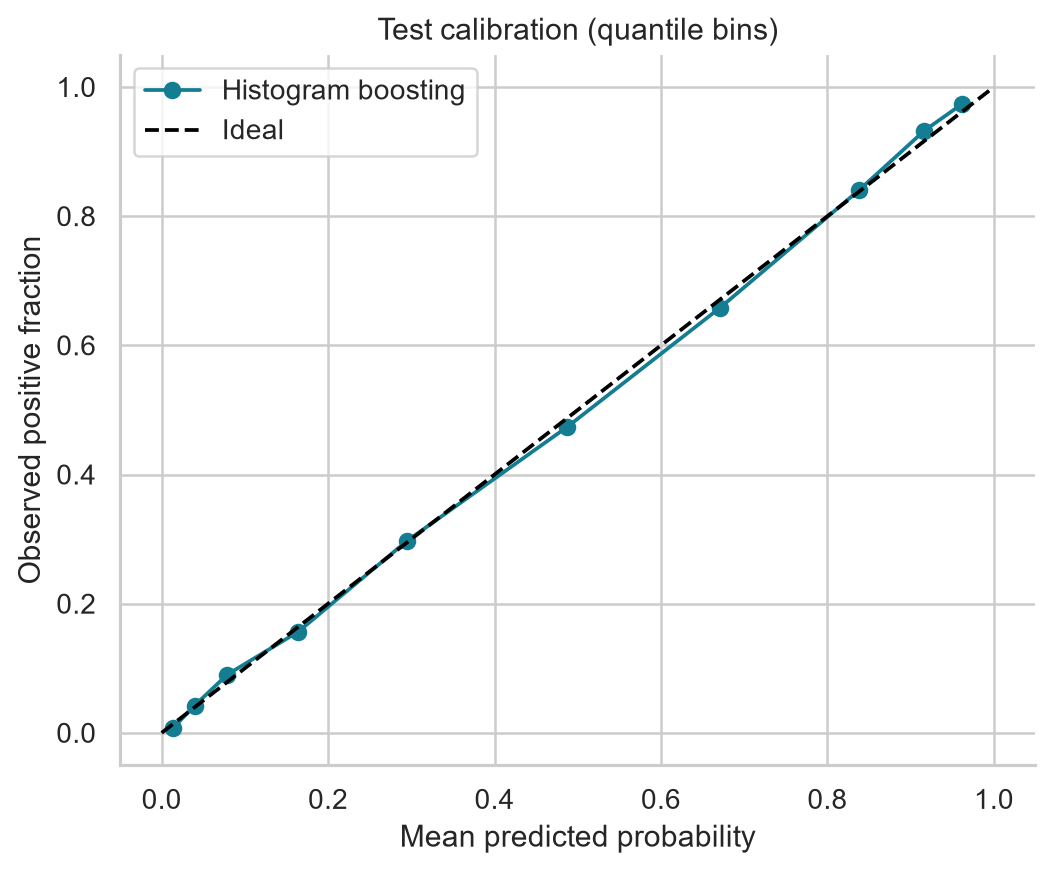 Test calibration (quantile bins)
Histogram boosting
Ideal
1.0
0.8
0.6
0.4
0.2
0.0
Observed positive fraction
0.0 0.2 0.4 0.6 0.8 1.0
Mean predicted probability